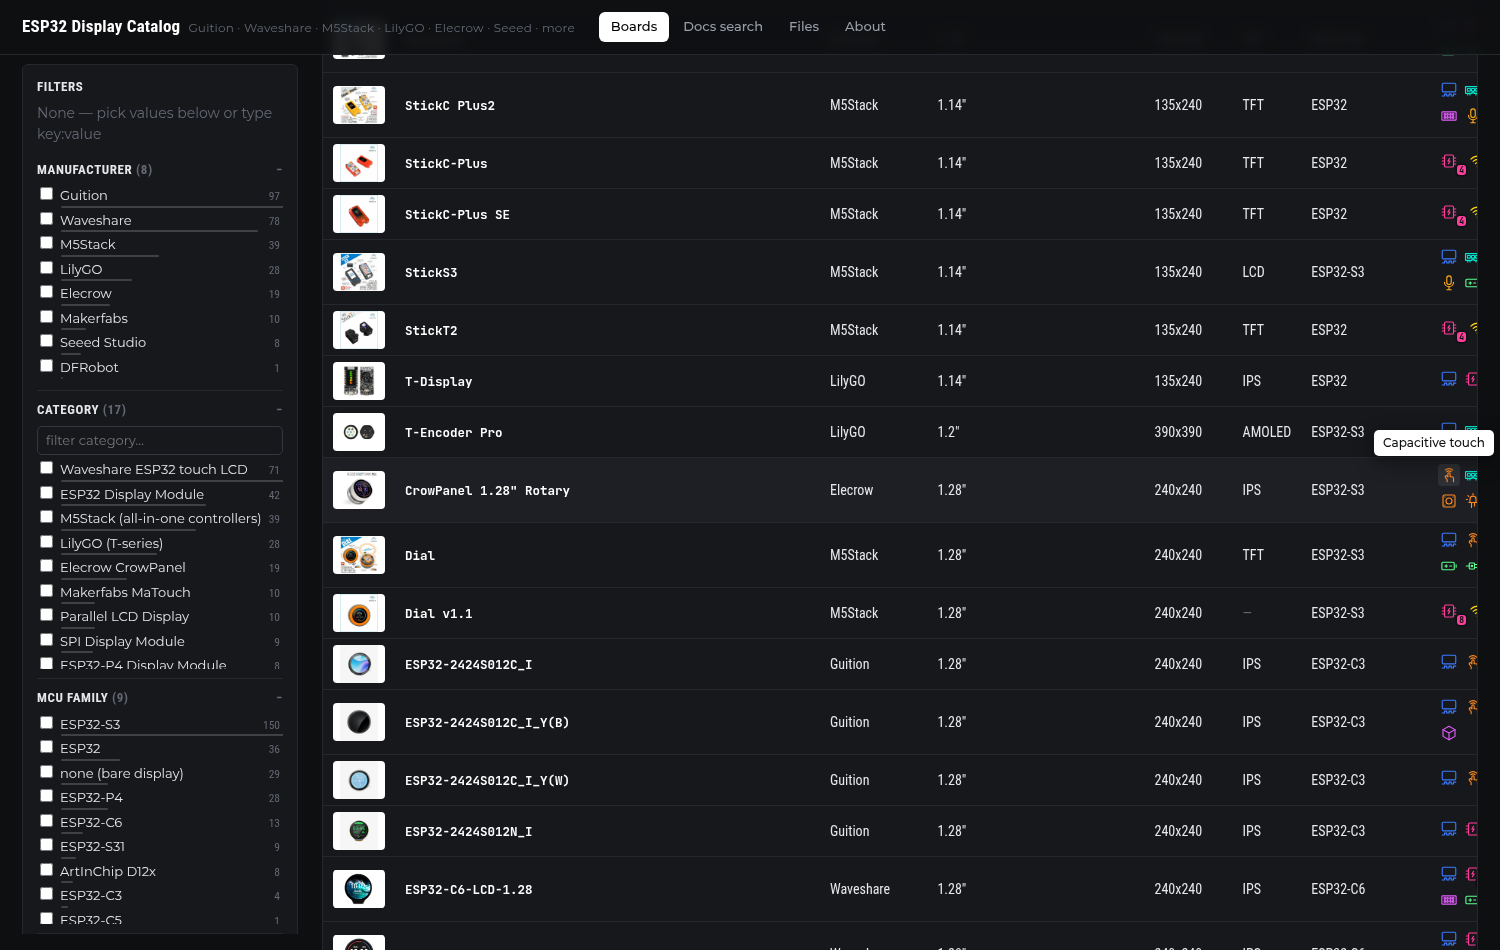 ESP32 Display Catalog Guition · Waveshare · M5Stack · LilyGO · Elecrow · Seeed · more Boards Docs search Files About
FILTERS
None — pick values below or type
key:value
MANUFACTURER (8) –
Guition 97
Waveshare 78
M5Stack 39
LilyGO 28
Elecrow 19
Makerfabs 10
Seeed Studio 8
DFRobot 1
CATEGORY (17) –
filter category...
Waveshare ESP32 touch LCD 71
ESP32 Display Module 42
M5Stack (all-in-one controllers) 39
LilyGO (T-series) 28
Elecrow CrowPanel 19
Makerfabs MaTouch 10
Parallel LCD Display 10
SPI Display Module 9
ESP32-P4 Display Module 8
MCU FAMILY (9) –
ESP32-S3 150
ESP32 36
none (bare display) 29
ESP32-P4 28
ESP32-C6 13
ESP32-S31 9
ArtInChip D12x 8
ESP32-C3 4
ESP32-C5 1
StickC Plus2 M5Stack 1.14" 135x240 TFT ESP32
StickC-Plus M5Stack 1.14" 135x240 TFT ESP32 4
StickC-Plus SE M5Stack 1.14" 135x240 TFT ESP32 4
StickS3 M5Stack 1.14" 135x240 LCD ESP32-S3
StickT2 M5Stack 1.14" 135x240 TFT ESP32 4
T-Display LilyGO 1.14" 135x240 IPS ESP32
T-Encoder Pro LilyGO 1.2" 390x390 AMOLED ESP32-S3
Capacitive touch
CrowPanel 1.28" Rotary Elecrow 1.28" 240x240 IPS ESP32-S3
Dial M5Stack 1.28" 240x240 TFT ESP32-S3
Dial v1.1 M5Stack 1.28" 240x240 — ESP32-S3 8
ESP32-2424S012C_I Guition 1.28" 240x240 IPS ESP32-C3
ESP32-2424S012C_I_Y(B) Guition 1.28" 240x240 IPS ESP32-C3
ESP32-2424S012C_I_Y(W) Guition 1.28" 240x240 IPS ESP32-C3
ESP32-2424S012N_I Guition 1.28" 240x240 IPS ESP32-C3
ESP32-C6-LCD-1.28 Waveshare 1.28" 240x240 IPS ESP32-C6